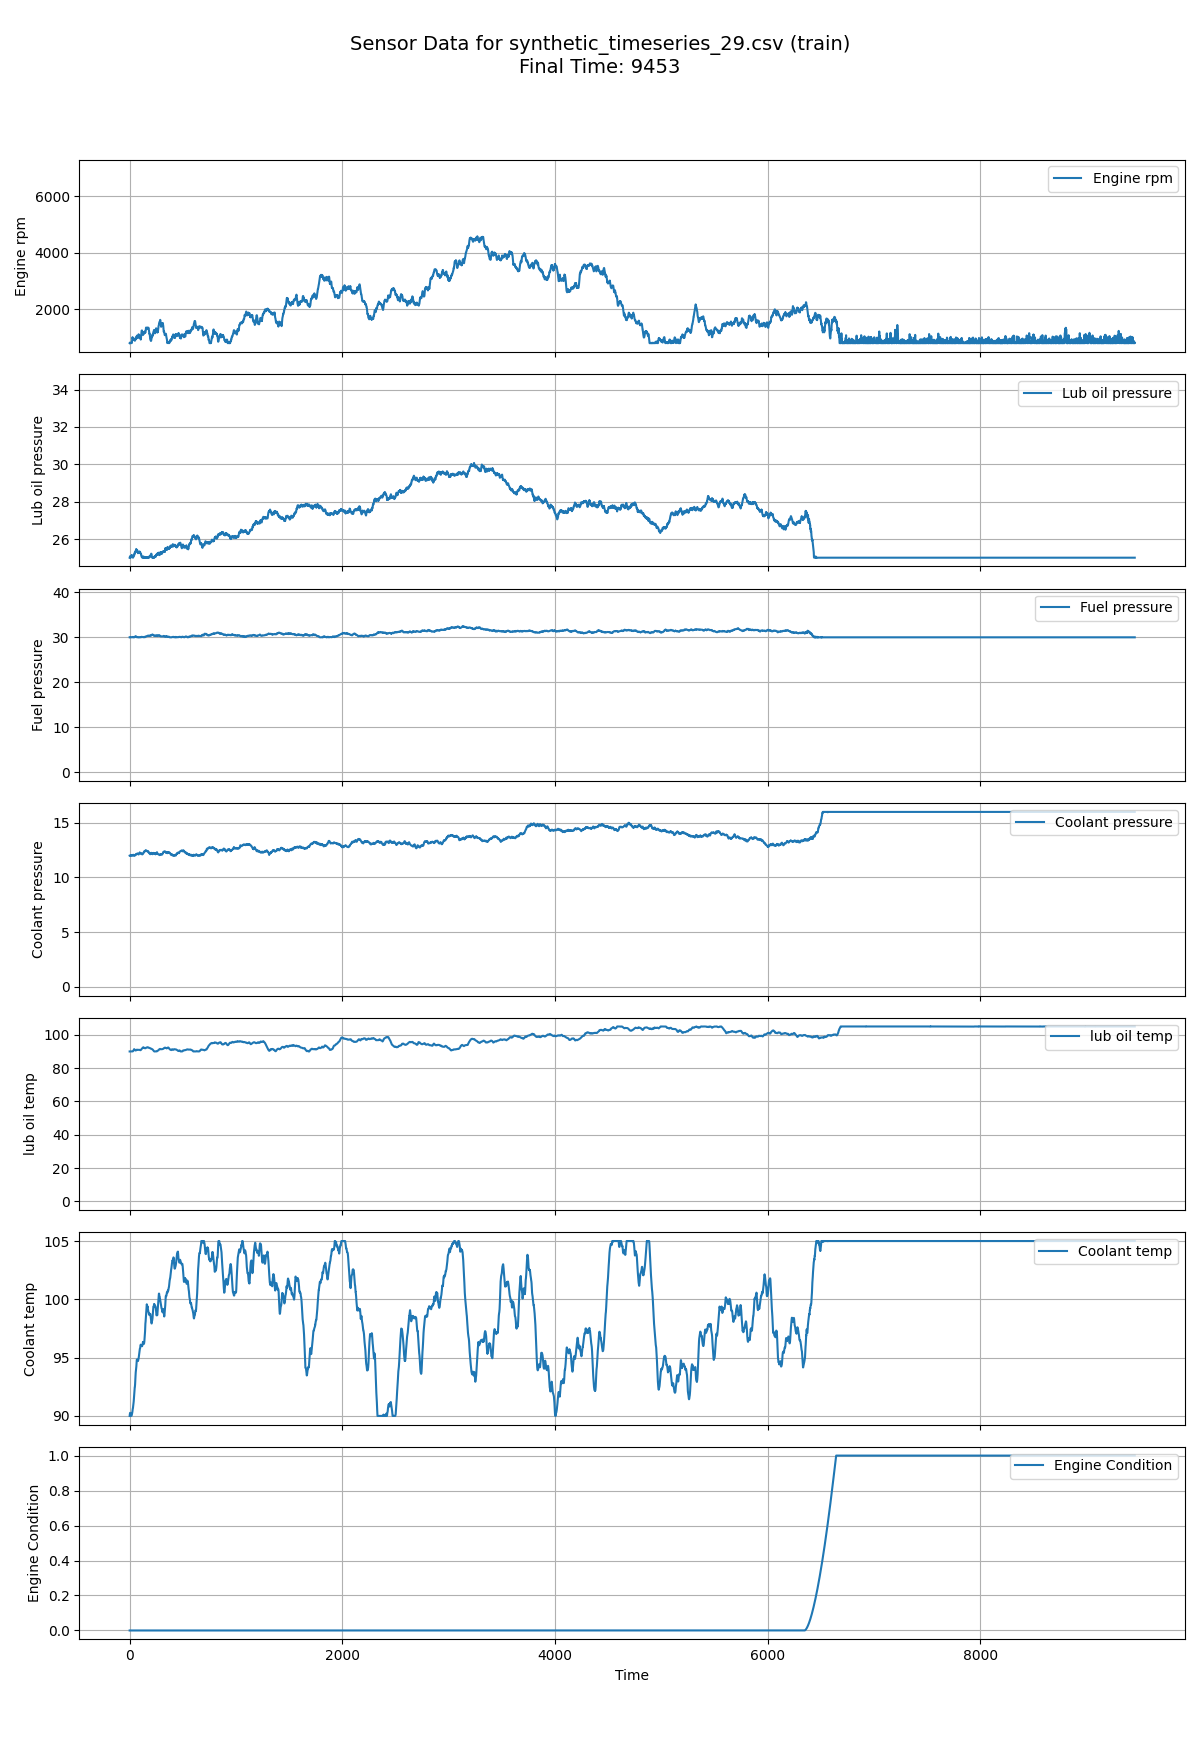 Sensor Data for synthetic_timeseries_29.csv (train)
Final Time: 9453
Engine rpm
6000
4000
2000
Engine rpm
Lub oil pressure
34
32
30
28
26
Lub oil pressure
Fuel pressure
40
30
20
10
0
Fuel pressure
Coolant pressure
15
10
5
0
Coolant pressure
lub oil temp
100
80
60
40
20
0
lub oil temp
Coolant temp
105
100
95
90
Coolant temp
Engine Condition
1.0
0.8
0.6
0.4
0.2
0.0
Engine Condition
0 2000 4000 6000 8000
Time